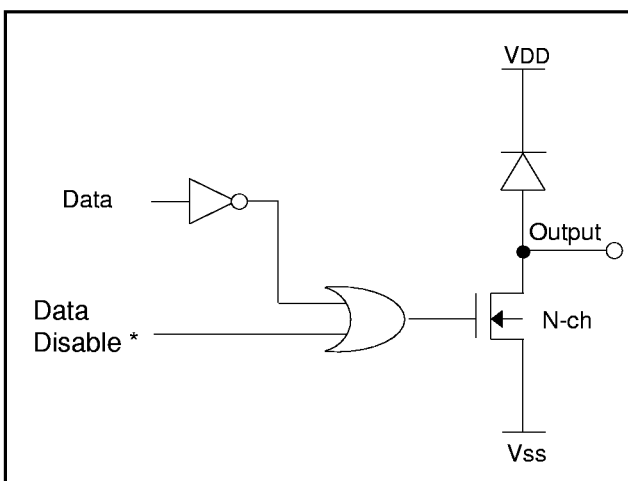 VDD
Data
Output
Data
Disable *
N-ch
Vss